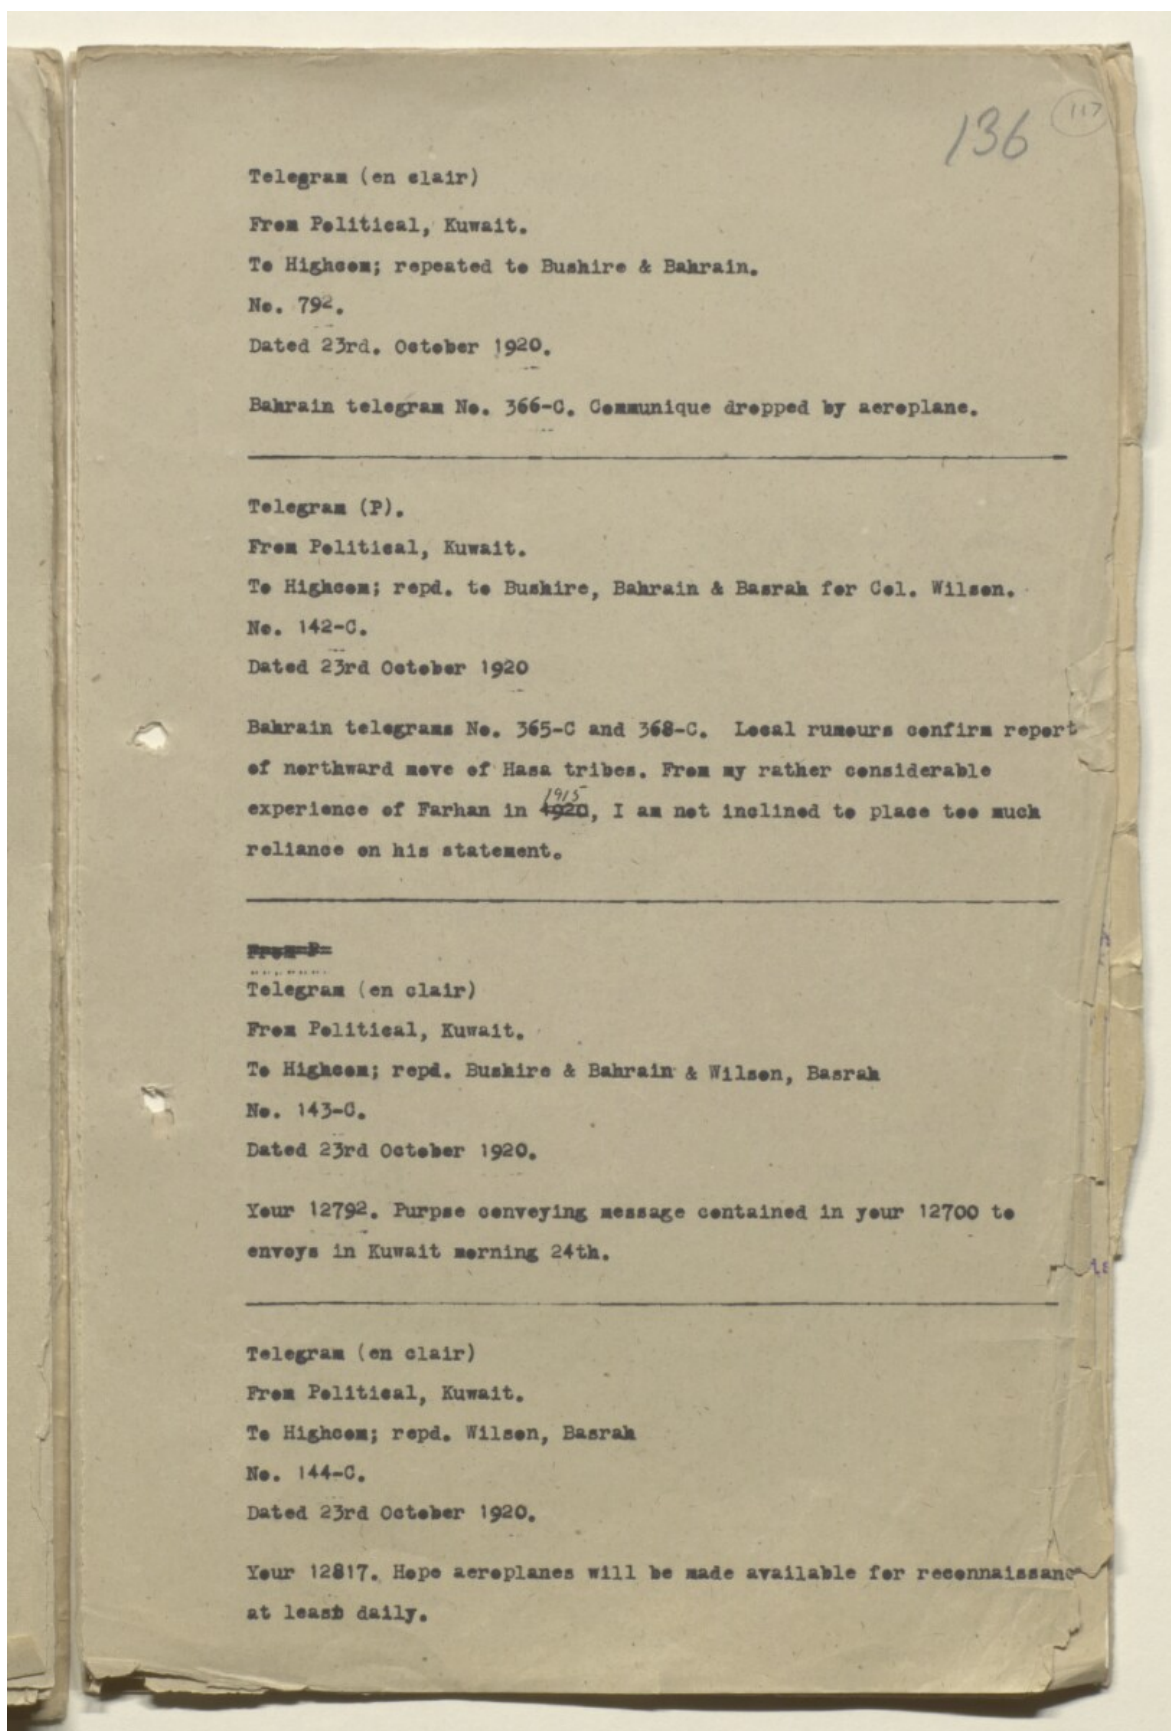 136
117
Telegram (en clair)
From Political, Kuwait.
To Highcom; repeated to Bushire & Bahrain.
No. 792.
Dated 23rd. October 1920.
Bahrain telegram No. 366-C. Communique dropped by aeroplane.
Telegram (P).
From Political, Kuwait.
To Highcom; repd. to Bushire, Bahrain & Basrah for Col. Wilson.
No. 142-C.
Dated 23rd October 1920
Bahrain telegrams No. 365-C and 368-C. Local rumours confirm report
of northward move of Hasa tribes. From my rather considerable
1915
experience of Farhan in 1920, I am not inclined to place too much
reliance on his statement.
From P
Telegram (en clair)
From Political, Kuwait.
To Highcom; repd. Bushire & Bahrain & Wilson, Basrah
No. 143-C.
Dated 23rd October 1920.
Your 12792. Purpse conveying message contained in your 12700 to
envoys in Kuwait morning 24th.
Telegram (en clair)
From Political, Kuwait.
To Highcom; repd. Wilson, Basrah
No. 144-C.
Dated 23rd October 1920.
Your 12817. Hope aeroplanes will be made available for reconnaissanc
at least daily.